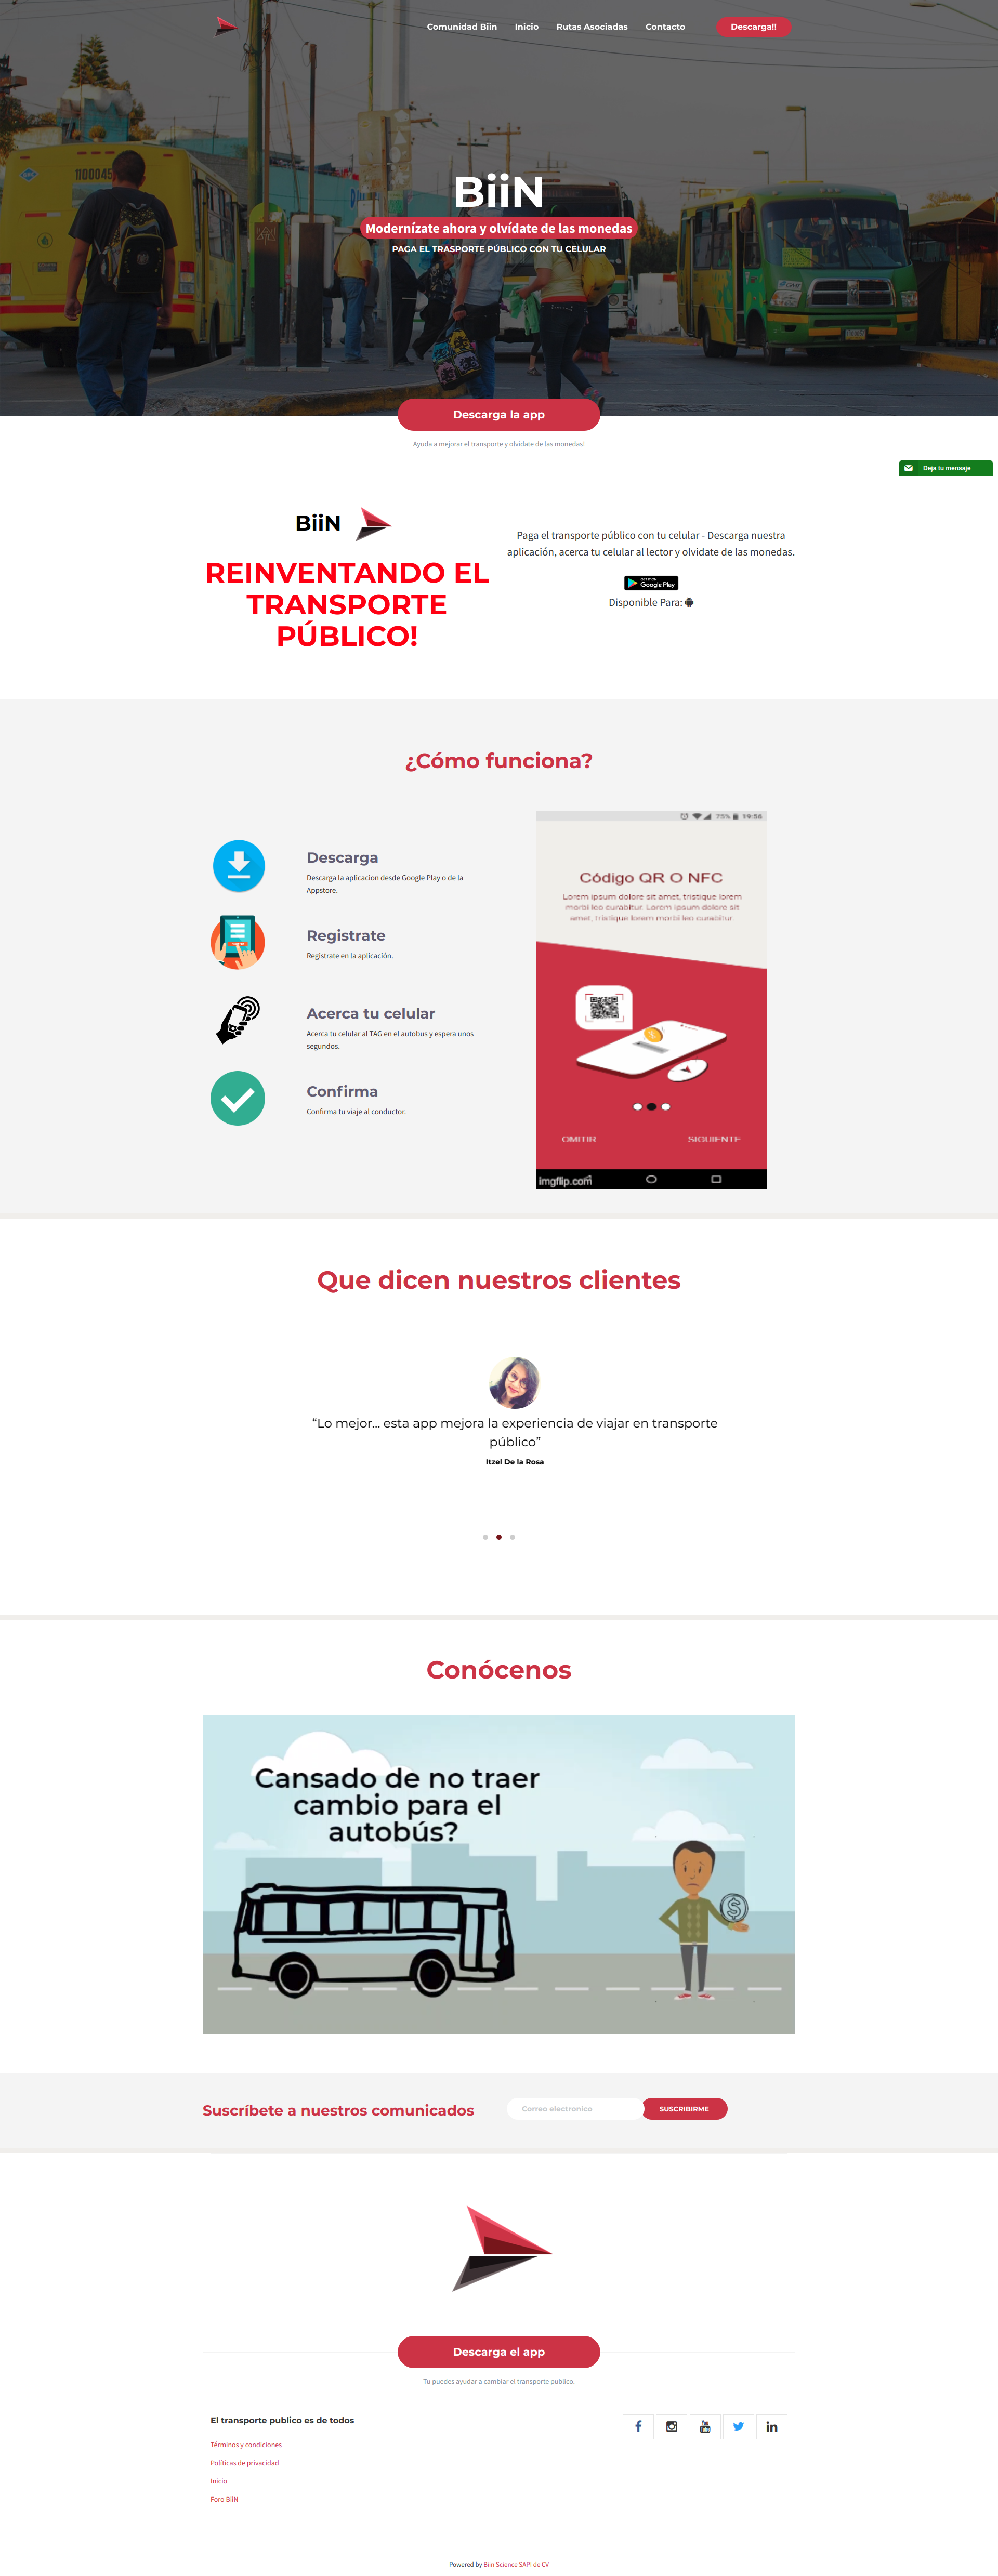 Comunidad Biin Inicio Rutas Asociadas Contacto Descarga!!
1100045
BiiN
Modernízate ahora y olvídate de las monedas
PAGA EL TRASPORTE PÚBLICO CON TU CELULAR
Descarga la app
Ayuda a mejorar el transporte y olvidate de las monedas!
Deja tu mensaje
BiiN
REINVENTANDO EL
TRANSPORTE
PÚBLICO!
Paga el transporte público con tu celular - Descarga nuestra
aplicación, acerca tu celular al lector y olvidate de las monedas.
GET IT ON
Google Play
Disponible Para:
¿Cómo funciona?
Descarga
Descarga la aplicacion desde Google Play o de la
Appstore.
Registrate
Registrate en la aplicación.
Acerca tu celular
Acerca tu celular al TAG en el autobus y espera unos
segundos.
Confirma
Confirma tu viaje al conductor.
75% 19:56
Código QR O NFC
Lorem ipsum dolore sit amet, tristique lorem
morbi leo curabitur. Lorem ipsum dolore sit
amet, tristique lorem morbi leo curabitur
OMITIR SIGUIENTE
imgflip.com
Que dicen nuestros clientes
“Lo mejor... esta app mejora la experiencia de viajar en transporte
público”
Itzel De la Rosa
Conócenos
Cansado de no traer
cambio para el
autobús?
Suscríbete a nuestros comunicados
Correo electronico
SUSCRIBIRME
Descarga el app
Tu puedes ayudar a cambiar el transporte publico.
El transporte publico es de todos
Términos y condiciones
Políticas de privacidad
Inicio
Foro BiiN
Powered by Biin Science SAPI de CV